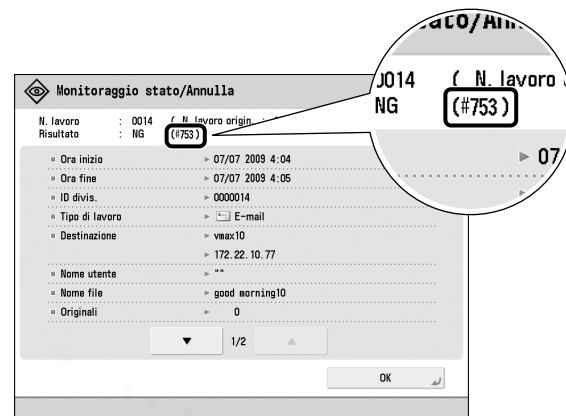 Monitoraggio stato/Annulla
N. lavoro : 0014 ( N. lavoro origin. :
Risultato : NG (#753)
Ora inizio 07/07 2009 4:04
Ora fine 07/07 2009 4:05
ID divis. 0000014
Tipo di lavoro E-mail
Destinazione vmax10
172.22.10.77
Nome utente ""
Nome file good morning10
Originali 0
1/2
OK
0014 ( N. lavoro
NG (#753)
07/